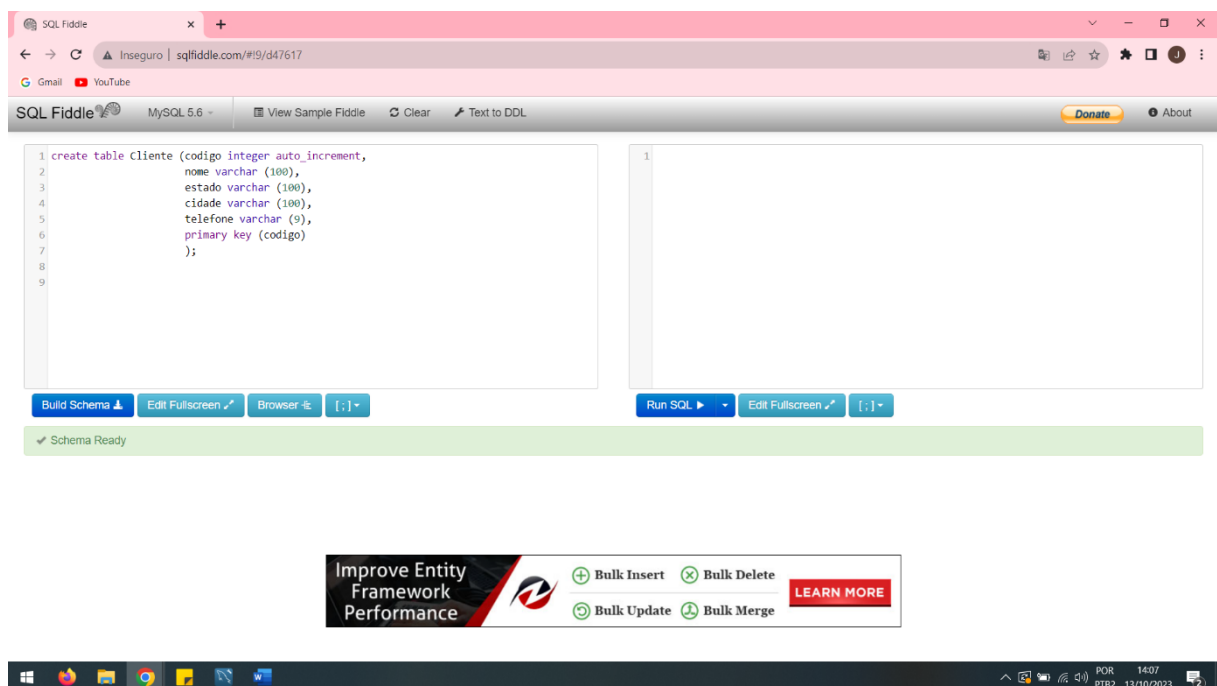 SQL Fiddle
Inseguro | sqlfiddle.com/#!9/d47617
J
Gmail YouTube
SQL Fiddle MySQL 5.6 View Sample Fiddle Clear Text to DDL Donate About
1 create table Cliente (codigo integer auto_increment,
2 nome varchar (100),
3 estado varchar (100),
4 cidade varchar (100),
5 telefone varchar (9),
6 primary key (codigo)
7 );
8
9
1
Build Schema Edit Fullscreen Browser [ ; ]
Run SQL Edit Fullscreen [ ; ]
Schema Ready
Improve Entity
Framework
Performance
Bulk Insert Bulk Delete
Bulk Update Bulk Merge
LEARN MORE
POR 14:07
PTB2 13/10/2023